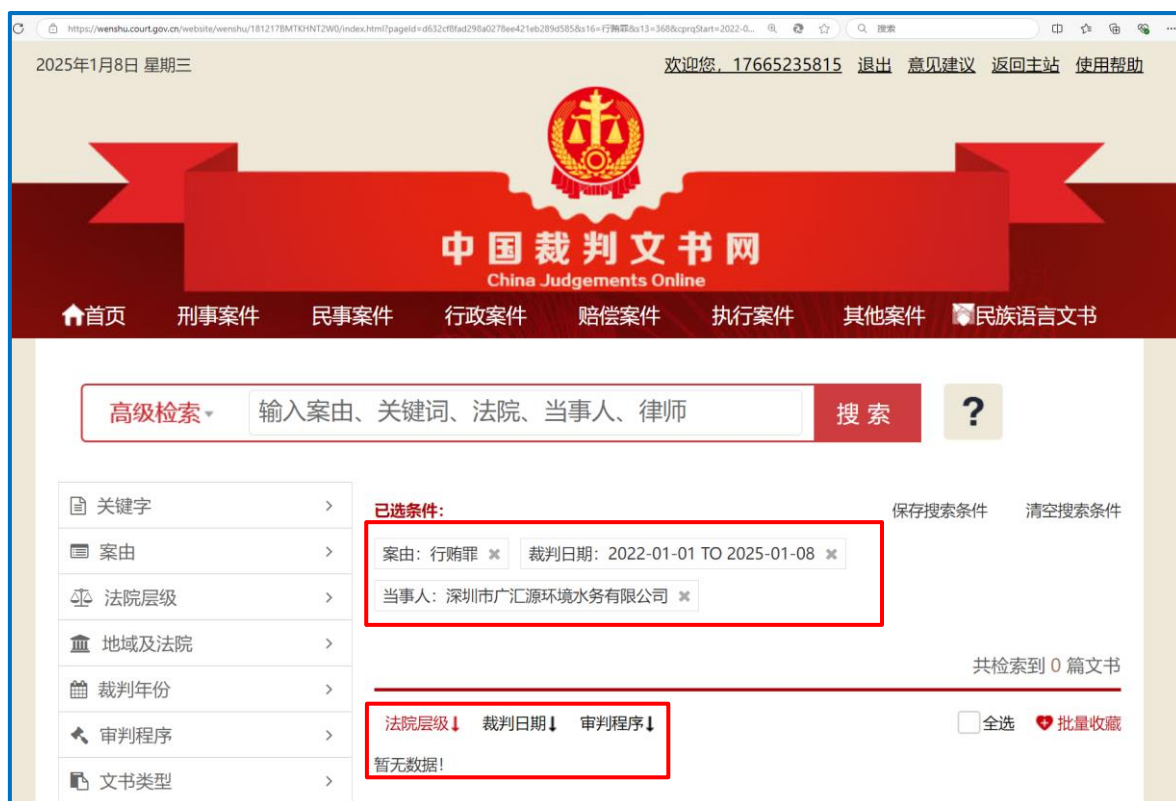 https://wenshu.court.gov.cn/website/wenshu/181217BMTKHNT2W0/index.html?pageId=d632cf8fad298a0278ee421eb289d585&s16=行贿罪&s13=368&cprqStart=2022-0... 搜索
2025年1月8日 星期三 欢迎您，17665235815 退出 意见建议 返回主站 使用帮助
中国裁判文书网
China Judgements Online
首页 刑事案件 民事案件 行政案件 赔偿案件 执行案件 其他案件 民族语言文书
高级检索 输入案由、关键词、法院、当事人、律师 搜索 ?
关键字
案由
法院层级
地域及法院
裁判年份
审判程序
文书类型
已选条件： 保存搜索条件 清空搜索条件
案由：行贿罪 × 裁判日期：2022-01-01 TO 2025-01-08 ×
当事人：深圳市广汇源环境水务有限公司 ×
共检索到 0 篇文书
法院层级↓ 裁判日期↓ 审判程序↓ 全选 批量收藏
暂无数据！